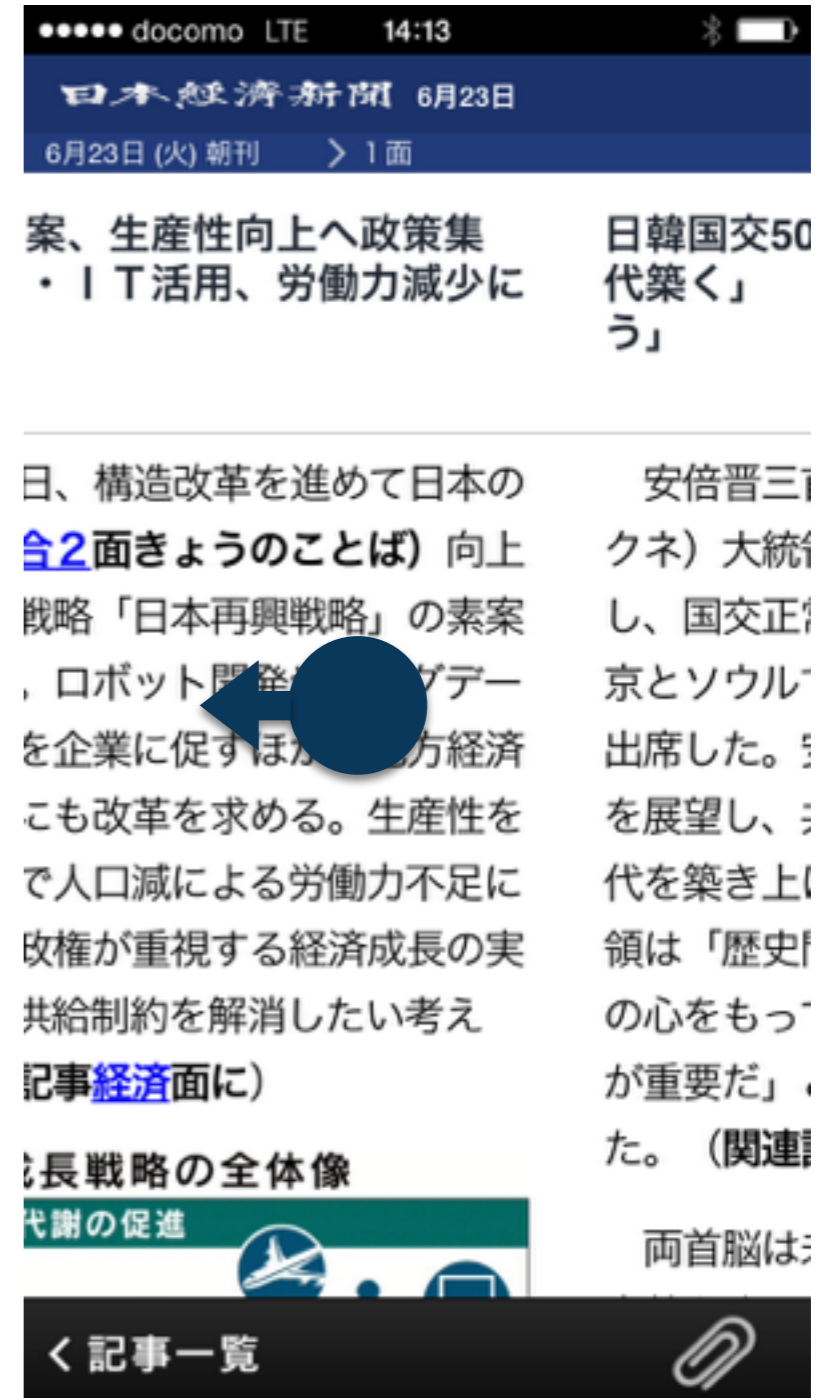 docomo LTE 14:13
日本経済新聞 6月23日
6月23日 (火) 朝刊 > 1面
案、生産性向上へ政策集
・IT活用、労働力減少に
日、構造改革を進めて日本の
合2面きょうのことば）向上
戦略「日本再興戦略」の素案
、ロボット開発 グデー
を企業に促すほか 方経済
にも改革を求める。生産性を
で人口減による労働力不足に
政権が重視する経済成長の実
共給制約を解消したい考え
記事経済面に）
長戦略の全体像
代謝の促進
日韓国交50
代築く」
う」
安倍晋三
クネ）大統
し、国交正
京とソウル
出席した。
を展望し、
代を築き上
領は「歴史
の心をもっ
が重要だ」
た。（関連
両首脳は
< 記事一覧